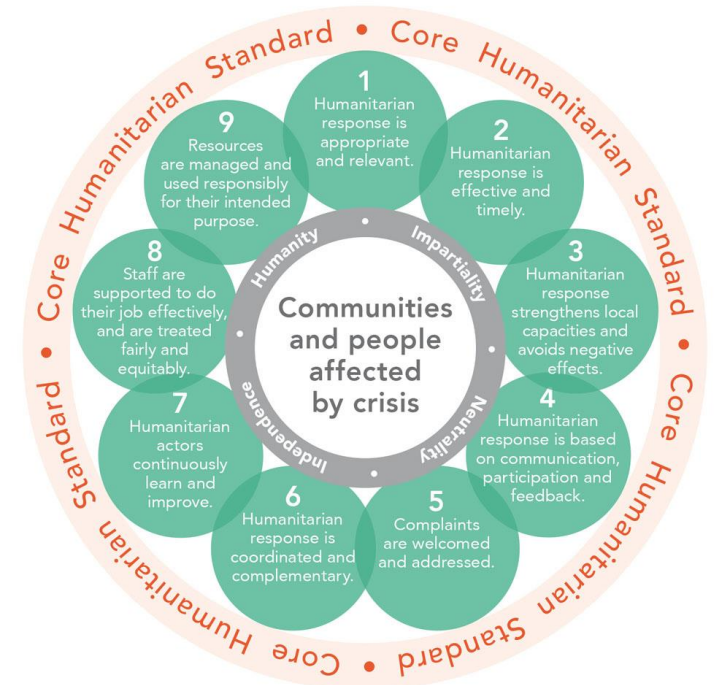 Core Humanitarian Standard • Core Humanitarian Standard • Core Humanitarian Standard • Core Humanitarian Standard •
1
Humanitarian
response is
appropriate
and relevant.
2
Humanitarian
response is
effective and
timely.
3
Humanitarian
response
strengthens local
capacities and
avoids negative
effects.
4
Humanitarian
response is based
on communication,
participation and
feedback.
5
Complaints
are welcomed
and addressed.
6
Humanitarian
response is
coordinated and
complementary.
7
Humanitarian
actors
continuously
learn and
improve.
8
Staff are
supported to do
their job effectively,
and are treated
fairly and
equitably.
9
Resources
are managed and
used responsibly
for their intended
purpose.
Humanity • Impartiality • Neutrality • Independence •
Communities
and people
affected
by crisis